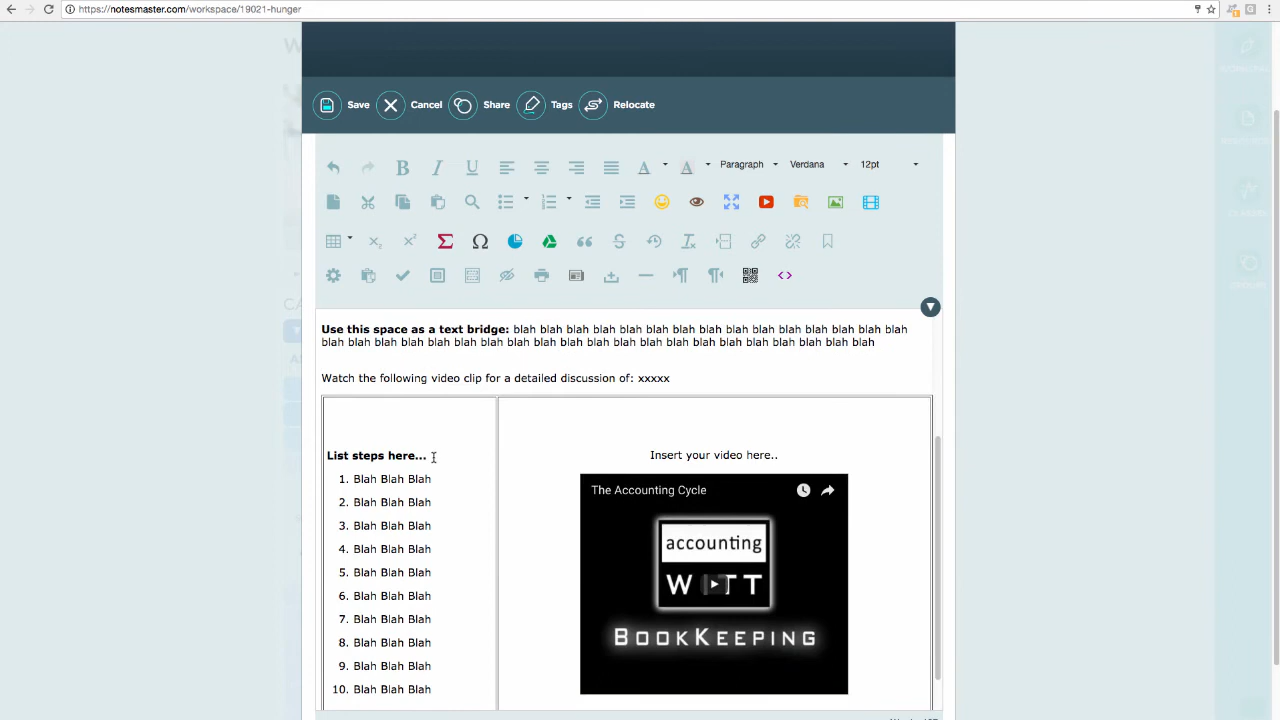 https://notesmaster.com/workspace/19021-hunger
Save Cancel Share Tags Relocate
Paragraph Verdana 12pt
Use this space as a text bridge: blah blah blah blah blah blah blah blah blah blah blah blah blah blah blah
blah blah blah blah blah blah blah blah blah blah blah blah blah blah blah blah blah blah blah blah blah
Watch the following video clip for a detailed discussion of: xxxxx
List steps here...
1. Blah Blah Blah
2. Blah Blah Blah
3. Blah Blah Blah
4. Blah Blah Blah
5. Blah Blah Blah
6. Blah Blah Blah
7. Blah Blah Blah
8. Blah Blah Blah
9. Blah Blah Blah
10. Blah Blah Blah
Insert your video here..
The Accounting Cycle
accounting
WITT
BOOKKEEPING